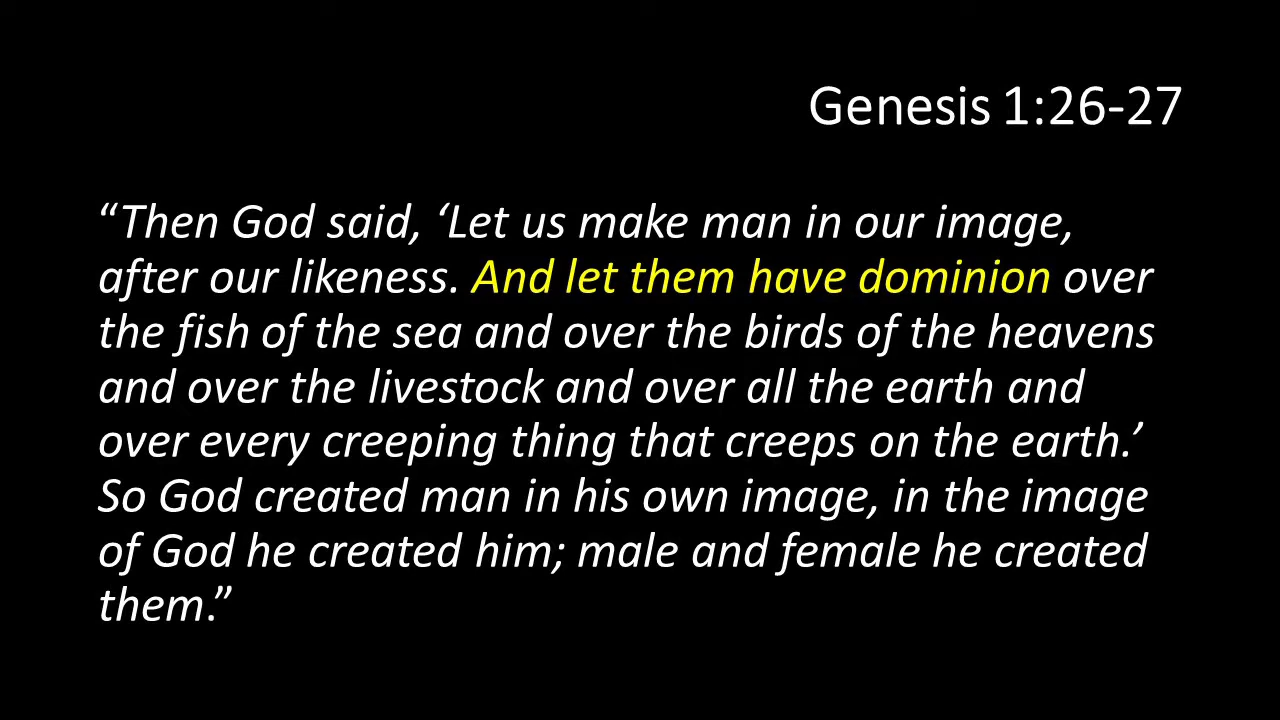 Genesis 1:26-27
“Then God said, ‘Let us make man in our image,
after our likeness. And let them have dominion over
the fish of the sea and over the birds of the heavens
and over the livestock and over all the earth and
over every creeping thing that creeps on the earth.’
So God created man in his own image, in the image
of God he created him; male and female he created
them.”